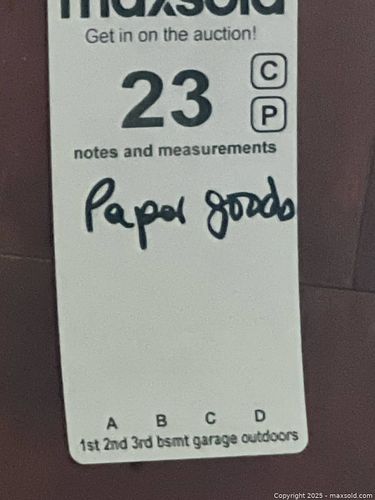 maxsold
Get in on the auction!
23
C
P
notes and measurements
Paper goods
A B C D
1st 2nd 3rd bsmt garage outdoors
Copyright 2025 - maxsold.com